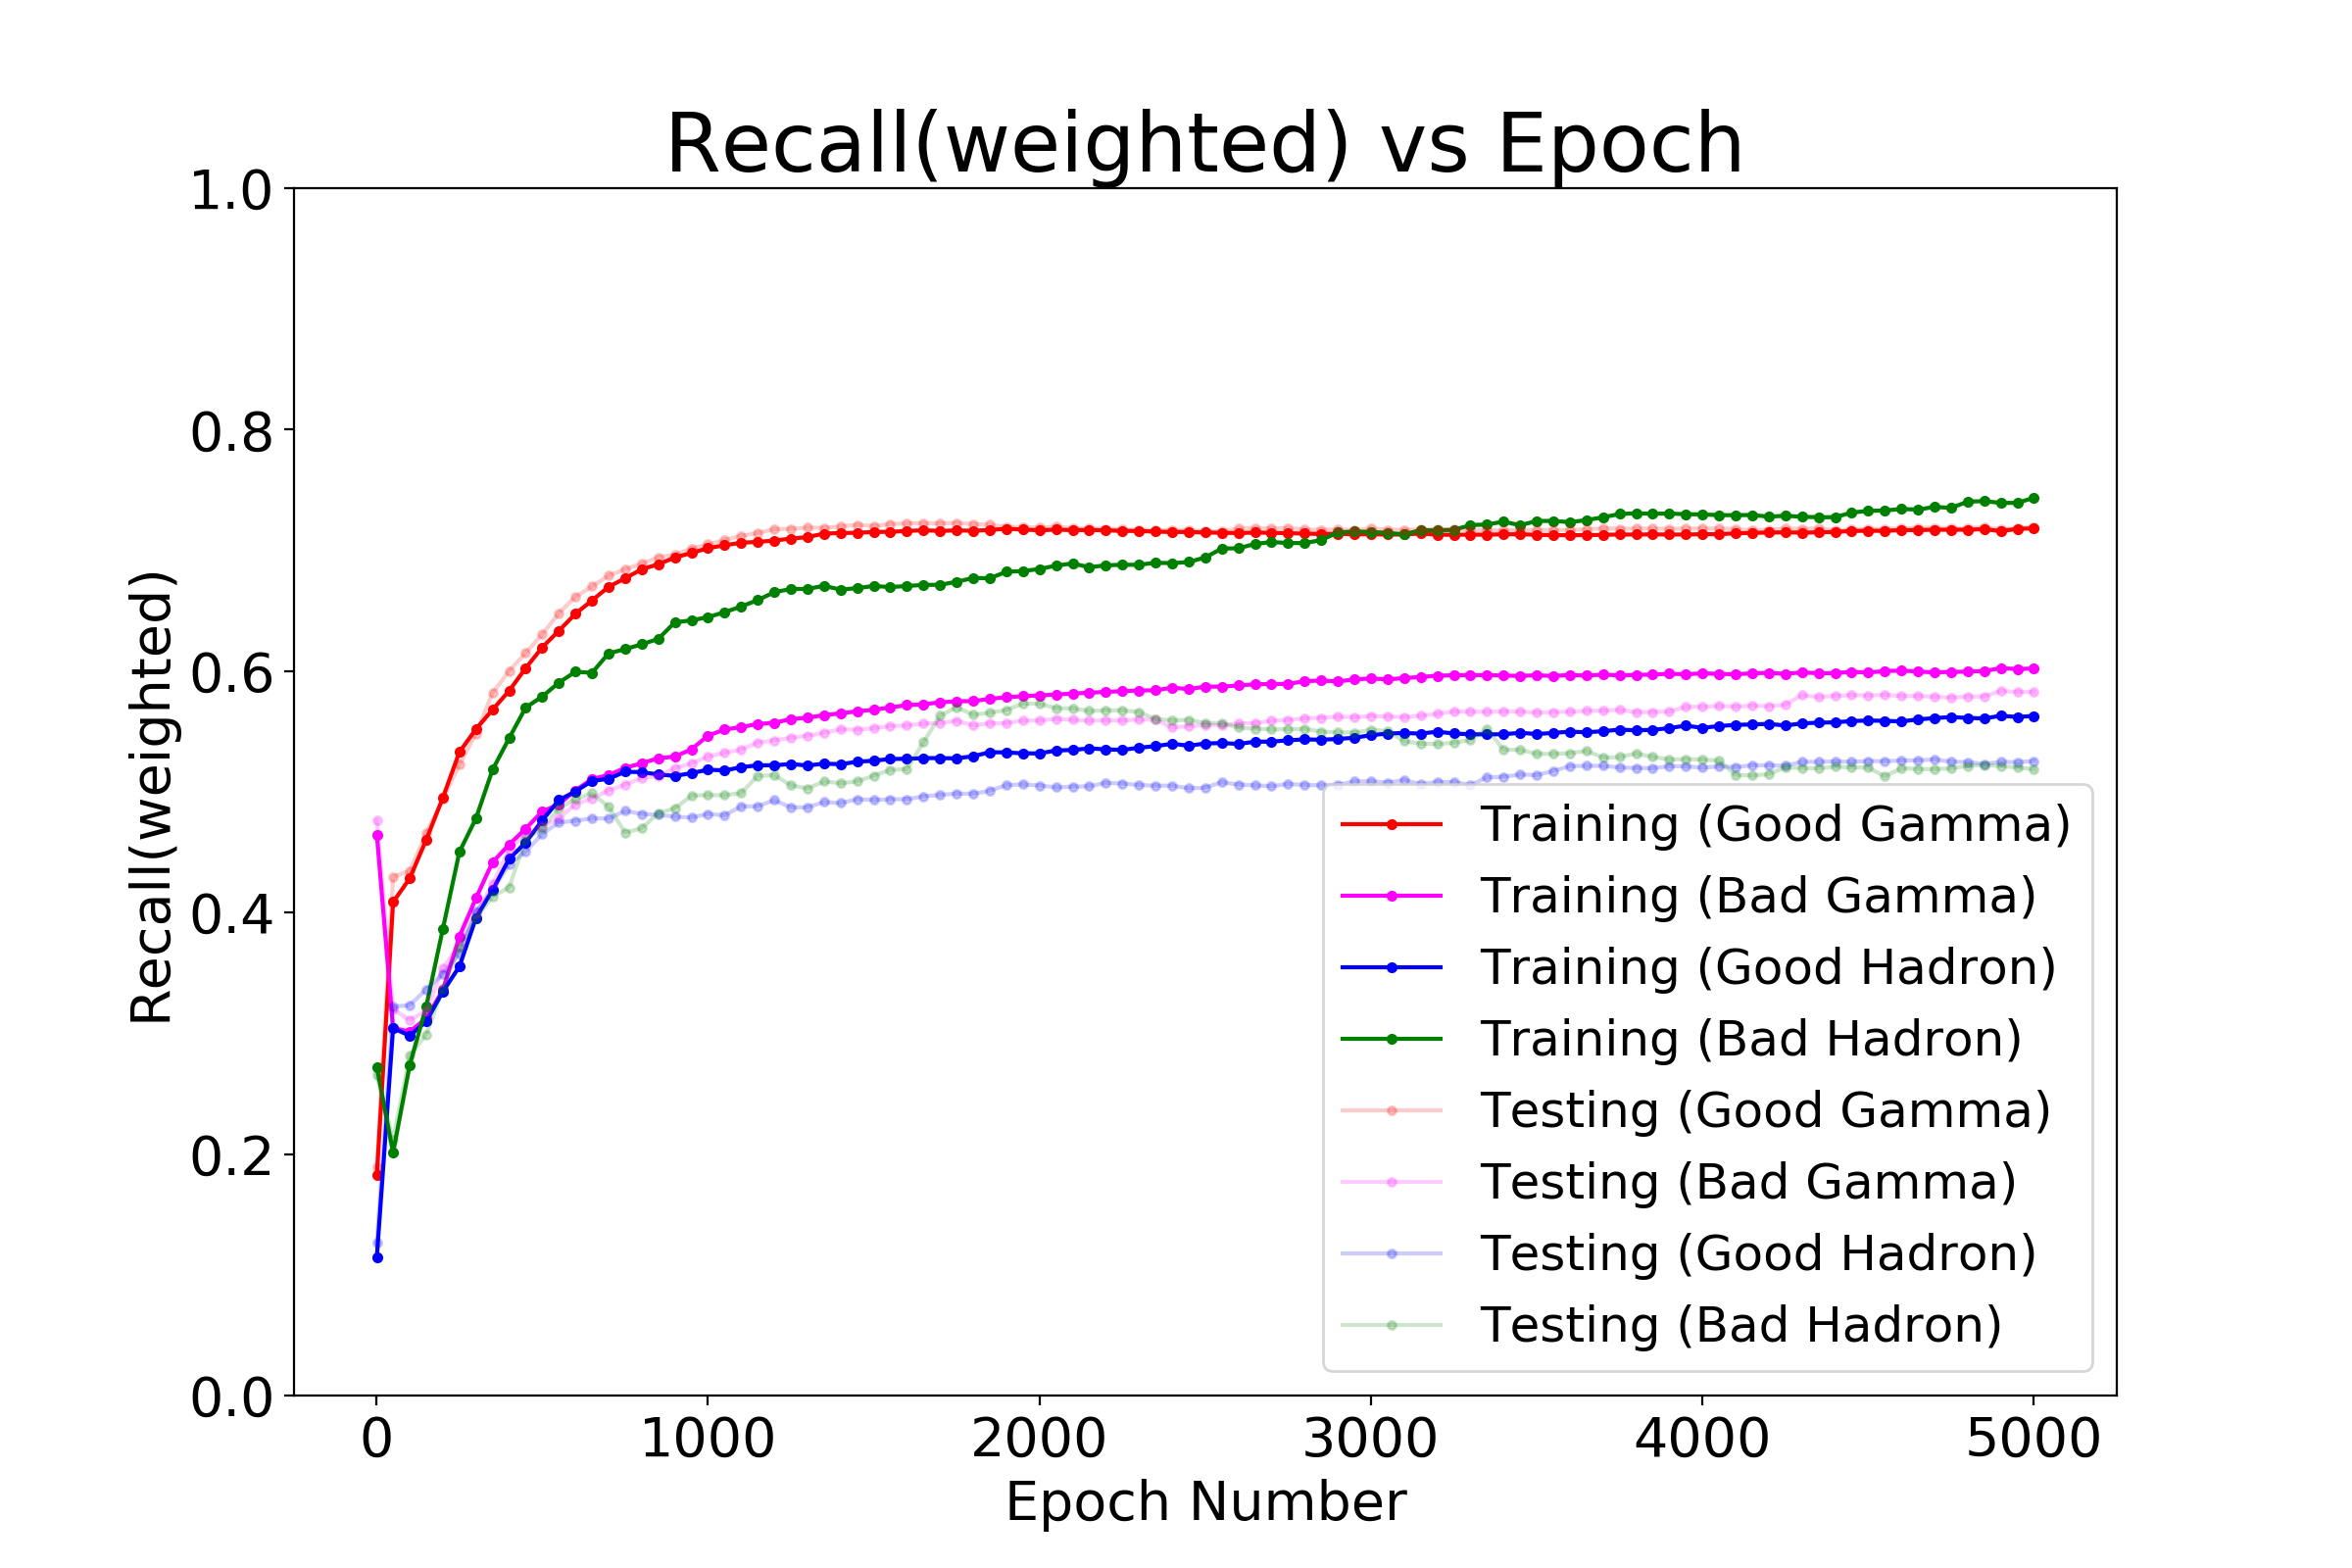 Recall(weighted) vs Epoch
1.0
0.8
0.6
0.4
0.2
0.0
Recall(weighted)
0 1000 2000 3000 4000 5000
Epoch Number
Training (Good Gamma)
Training (Bad Gamma)
Training (Good Hadron)
Training (Bad Hadron)
Testing (Good Gamma)
Testing (Bad Gamma)
Testing (Good Hadron)
Testing (Bad Hadron)